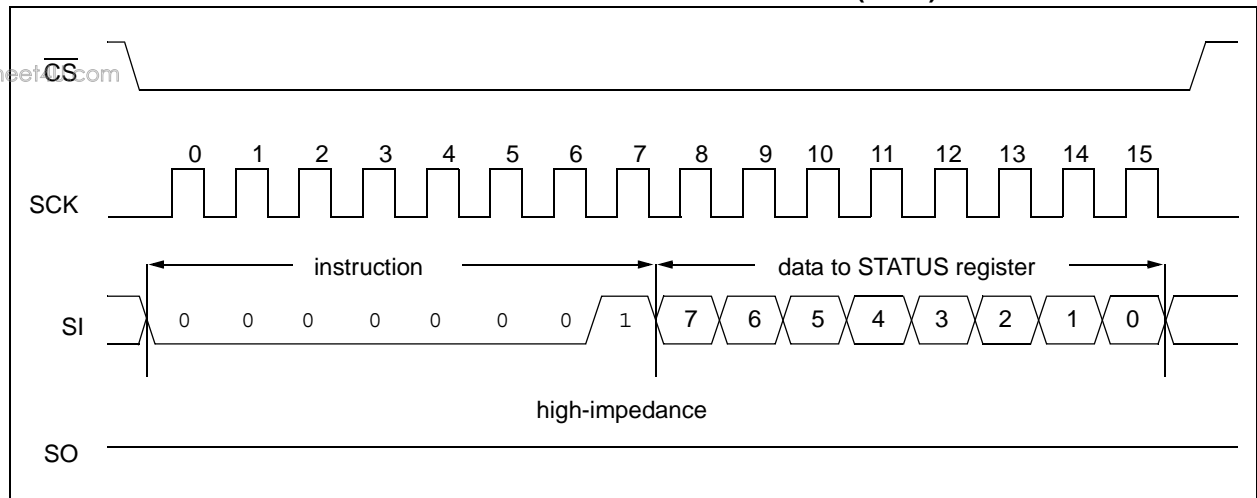 CS
0 1 2 3 4 5 6 7 8 9 10 11 12 13 14 15
SCK
instruction data to STATUS register
SI 0 0 0 0 0 0 0 1 7 6 5 4 3 2 1 0
high-impedance
SO